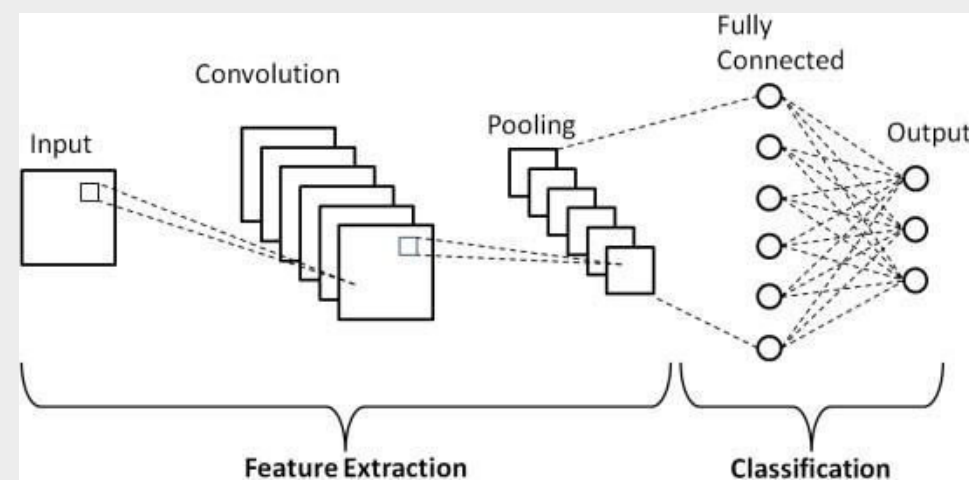 Input
Convolution
Pooling
Fully
Connected
Output
Feature Extraction
Classification